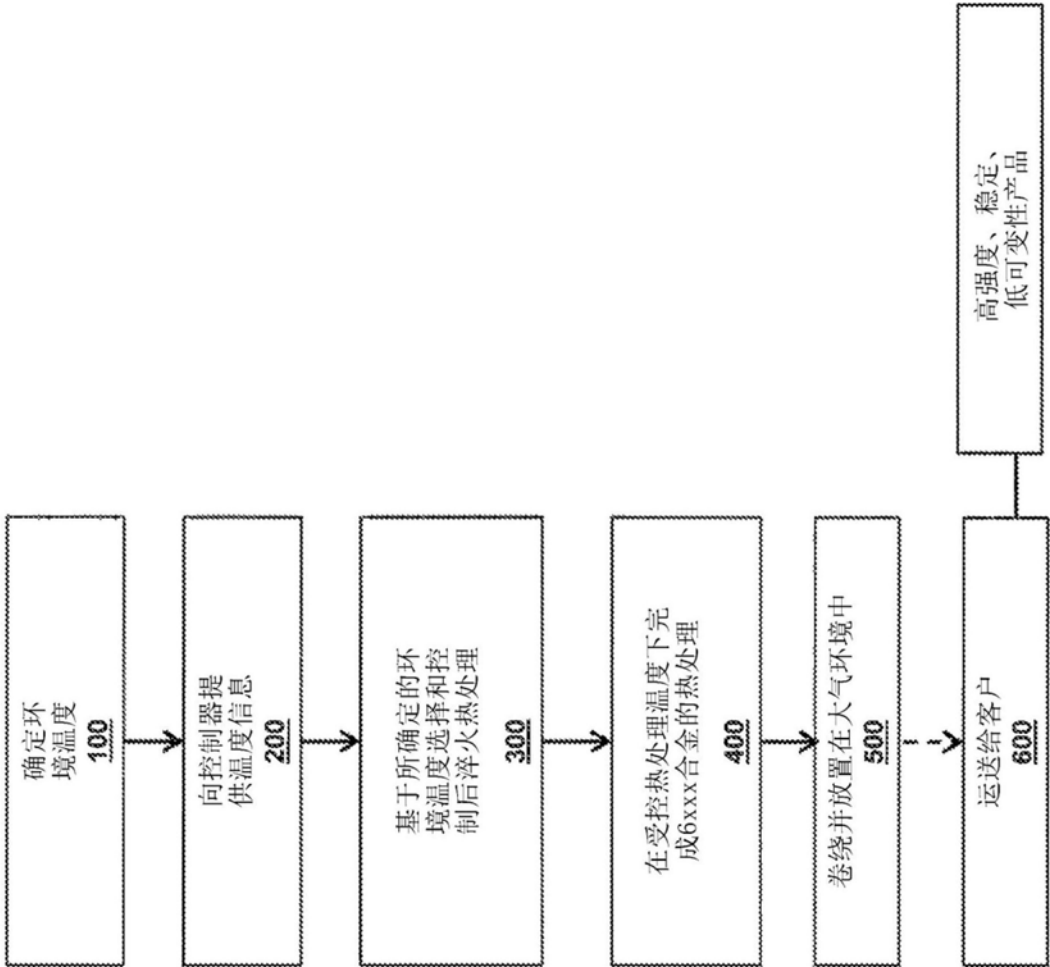 确定环
境温度
100
向控制器提
供温度信息
200
基于所确定的环
境温度选择和控
制后淬火热处理
300
在受控热处理温度下完
成6xxx合金的热处理
400
卷绕并放置在大气环境中
500
运送给客户
600
高强度、稳定、
低可变性产品